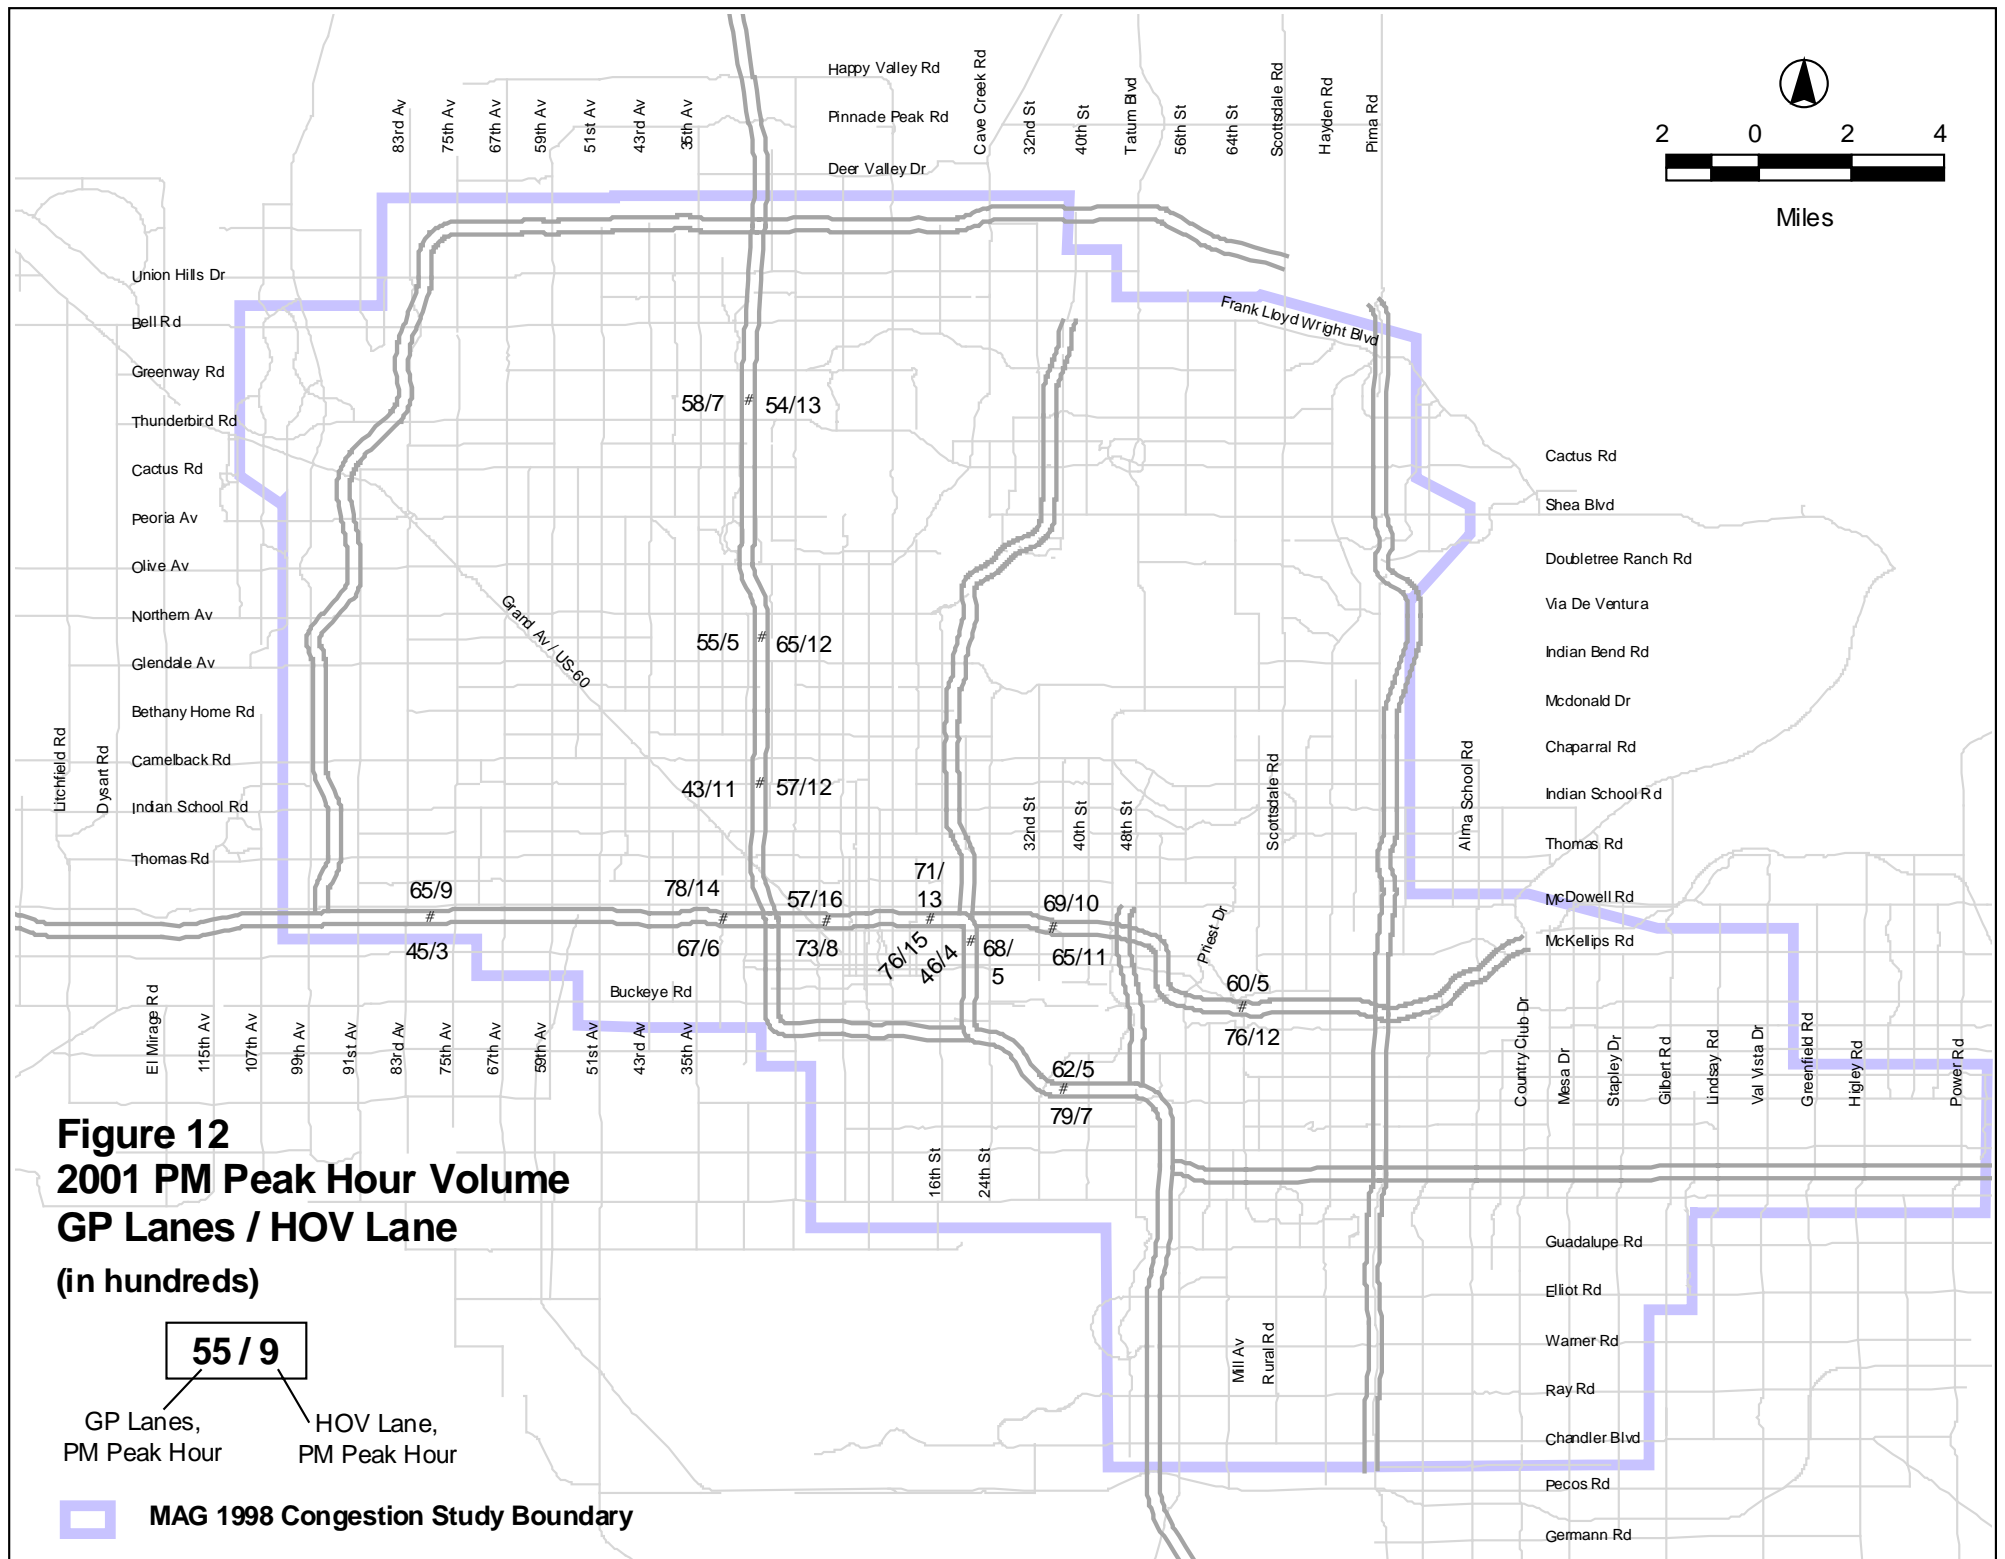 Happy Valley Rd
Pinnacle Peak Rd
Deer Valley Dr
83rd Av
75th Av
67th Av
59th Av
51st Av
43rd Av
35th Av
Cave Creek Rd
32nd St
40th St
Tatum Blvd
56th St
64th St
Scottsdale Rd
Hayden Rd
Pima Rd
2 0 2 4
Miles
Union Hills Dr
Bell Rd
Greenway Rd
Thunderbird Rd
Cactus Rd
Peoria Av
Olive Av
Northern Av
Glendale Av
Bethany Home Rd
Camelback Rd
Indian School Rd
Thomas Rd
Litchfield Rd
Dysart Rd
Grand Av / US-60
Frank Lloyd Wright Blvd
58/7 # 54/13
55/5 # 65/12
43/11 # 57/12
Cactus Rd
Shea Blvd
Doubletree Ranch Rd
Via De Ventura
Indian Bend Rd
Mcdonald Dr
Chaparral Rd
Indian School Rd
Thomas Rd
McDowell Rd
McKellips Rd
32nd St
40th St
48th St
Scottsdale Rd
Alma School Rd
65/9
#
45/3
78/14
#
67/6
57/16
#
73/8
71/
13
#
76/15
46/4
#
68/
5
69/10
#
65/11
Priest Dr
60/5
#
76/12
62/5
#
79/7
Buckeye Rd
El Mirage Rd
115th Av
107th Av
99th Av
91st Av
83rd Av
75th Av
67th Av
59th Av
51st Av
43rd Av
35th Av
16th St
24th St
Country Club Dr
Mesa Dr
Stapley Dr
Gilbert Rd
Lindsay Rd
Val Vista Dr
Greenfield Rd
Higley Rd
Power Rd
Mill Av
Rural Rd
Guadalupe Rd
Elliot Rd
Warner Rd
Ray Rd
Chandler Blvd
Pecos Rd
Germann Rd
Figure 12
2001 PM Peak Hour Volume
GP Lanes / HOV Lane
(in hundreds)
55 / 9
GP Lanes,
PM Peak Hour
HOV Lane,
PM Peak Hour
MAG 1998 Congestion Study Boundary